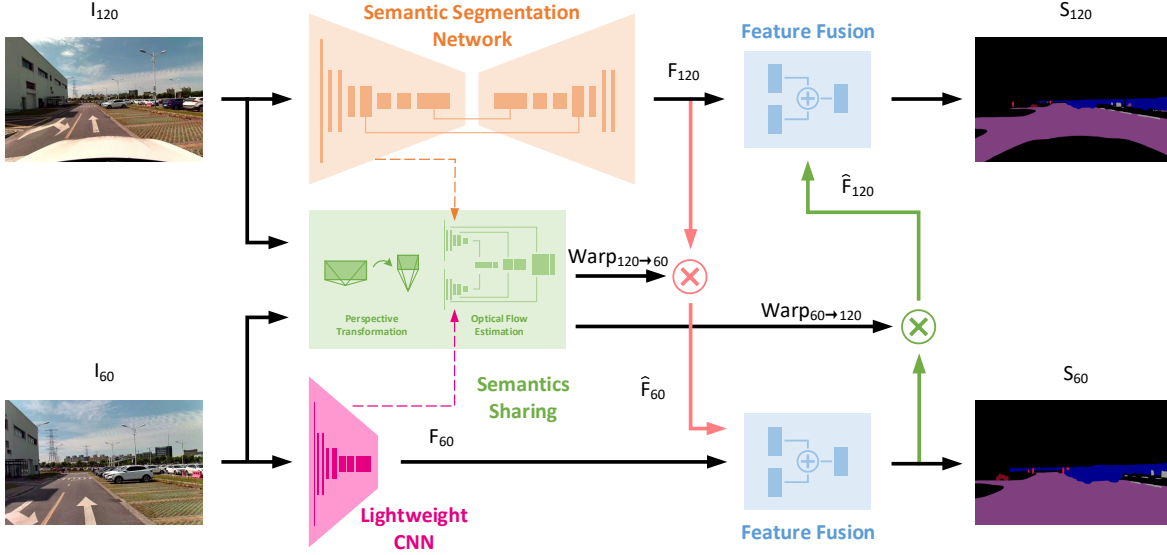 I120
Semantic Segmentation
Network
Feature Fusion
S120
F120
F̂120
Warp120→60
Perspective
Transformation
Optical Flow
Estimation
Warp60→120
I60
Semantics
Sharing
F̂60
S60
F60
Lightweight
CNN
Feature Fusion